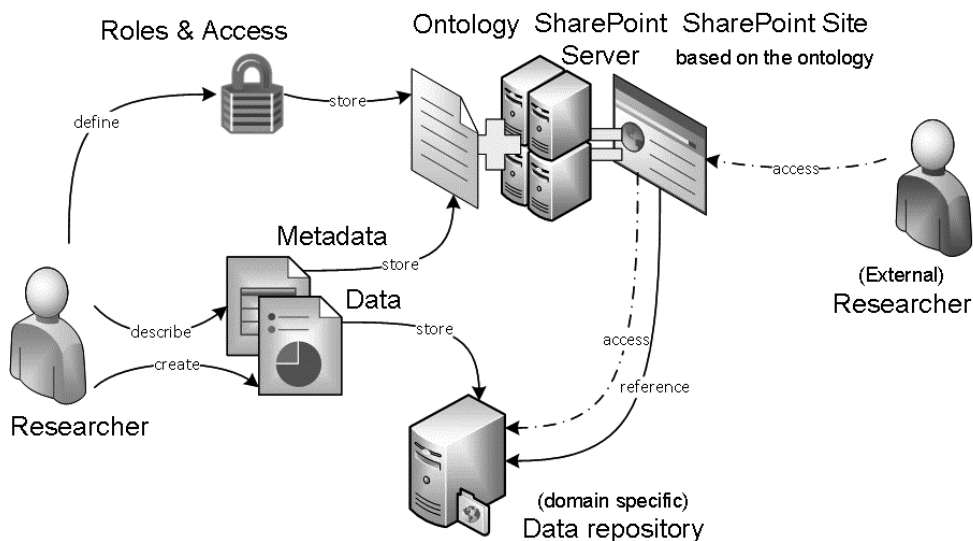 Roles & Access
Ontology
SharePoint
Server
SharePoint Site
based on the ontology
define
store
access
Metadata
store
Data
(External)
Researcher
describe
store
create
access
reference
Researcher
(domain specific)
Data repository